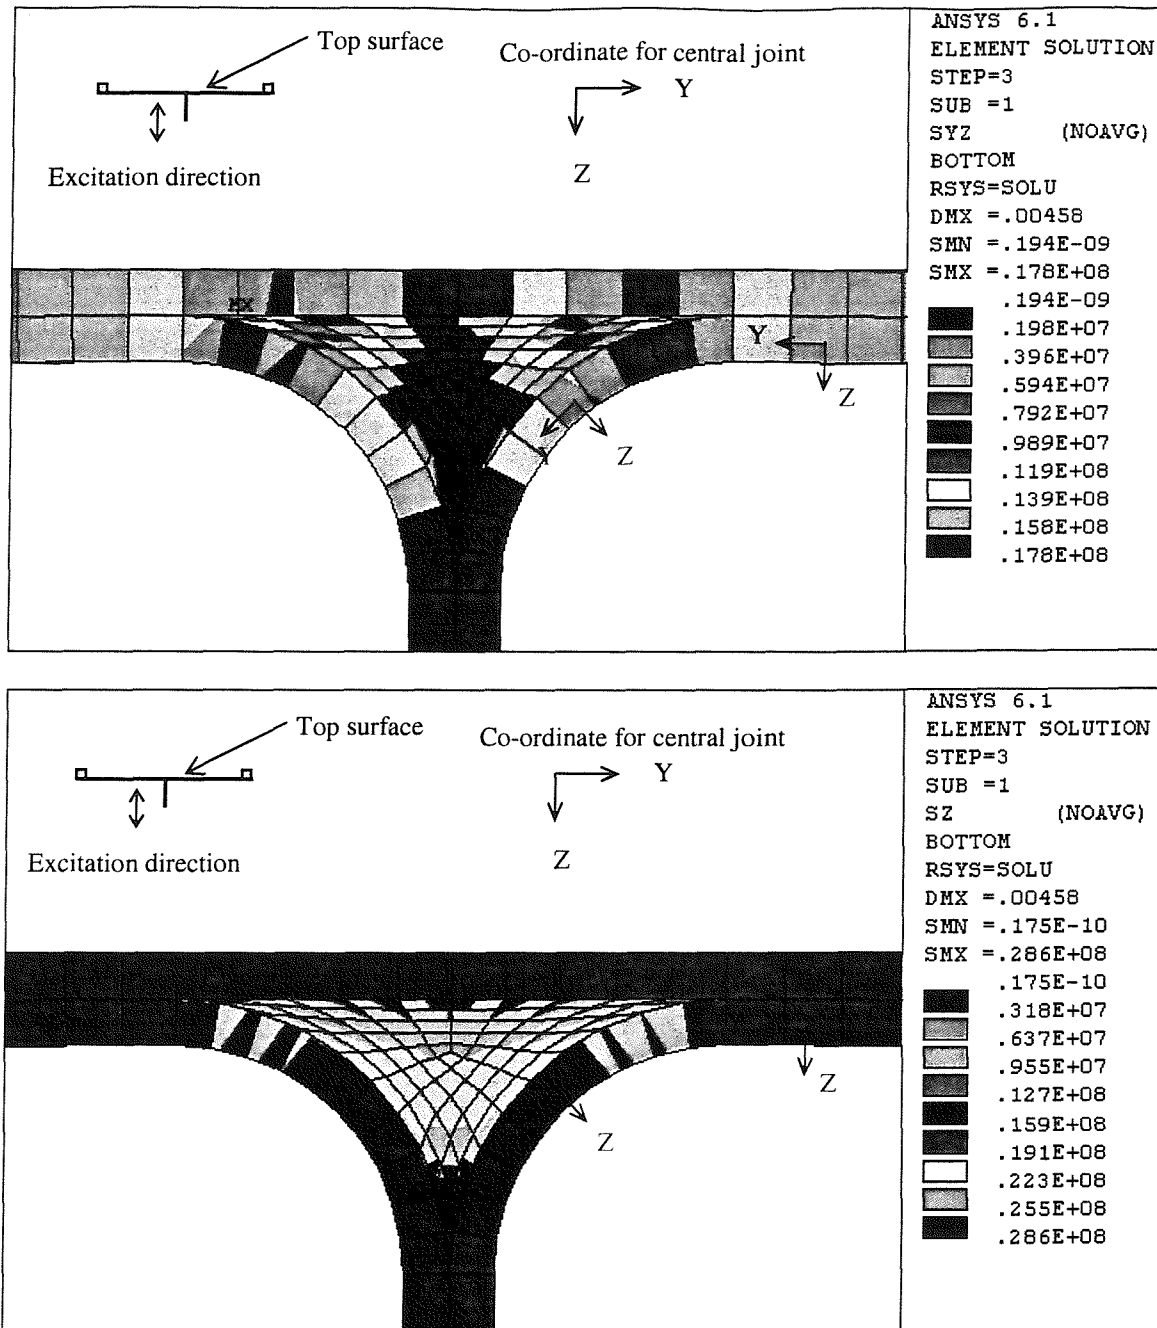 Top surface
Co-ordinate for central joint
Y
Z
Excitation direction
MX
Y
Z
Y
Z
ANSYS 6.1
ELEMENT SOLUTION
STEP=3
SUB =1
SYZ (NOAVG)
BOTTOM
RSYS=SOLU
DMX =.00458
SMN =.194E-09
SMX =.178E+08
.194E-09
.198E+07
.396E+07
.594E+07
.792E+07
.989E+07
.119E+08
.139E+08
.158E+08
.178E+08
Top surface
Co-ordinate for central joint
Y
Z
Excitation direction
Z
Z
ANSYS 6.1
ELEMENT SOLUTION
STEP=3
SUB =1
SZ (NOAVG)
BOTTOM
RSYS=SOLU
DMX =.00458
SMN =.175E-10
SMX =.286E+08
.175E-10
.318E+07
.637E+07
.955E+07
.127E+08
.159E+08
.191E+08
.223E+08
.255E+08
.286E+08